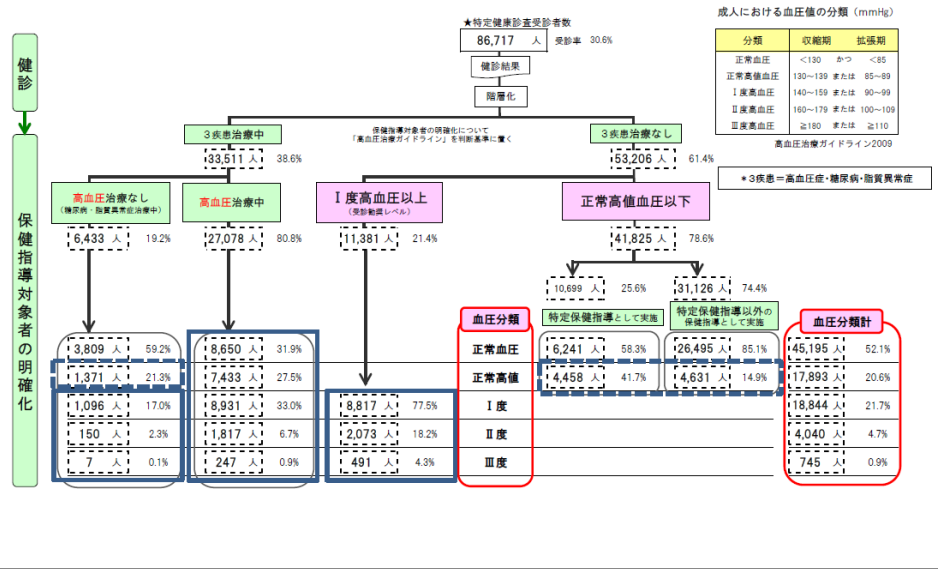 成人における血圧値の分類（mmHg）
分類 収縮期 拡張期
正常血圧 ＜130 かつ ＜85
正常高値血圧 130～139 または 85～89
Ⅰ度高血圧 140～159 または 90～99
Ⅱ度高血圧 160～179 または 100～109
Ⅲ度高血圧 ≧180 または ≧110
高血圧治療ガイドライン2009
＊3疾患＝高血圧症・糖尿病・脂質異常症
健診
保健指導対象者の明確化
★特定健康診査受診者数
86,717 人 受診率 30.6%
健診結果
階層化
保健指導対象者の明確化について
「高血圧治療ガイドライン」を判断基準に置く
３疾患治療中
33,511 人 38.6%
３疾患治療なし
53,206 人 61.4%
高血圧治療なし
（糖尿病・脂質異常症治療中）
6,433 人 19.2%
高血圧治療中
27,078 人 80.8%
Ⅰ度高血圧以上
（受診勧奨レベル）
11,381 人 21.4%
正常高値血圧以下
41,825 人 78.6%
10,699 人 25.6%
31,126 人 74.4%
特定保健指導として実施
特定保健指導以外の
保健指導として実施
血圧分類
血圧分類計
3,809 人 59.2% 8,650 人 31.9% 正常血圧 6,241 人 58.3% 26,495 人 85.1% 45,195 人 52.1%
1,371 人 21.3% 7,433 人 27.5% 正常高値 4,458 人 41.7% 4,631 人 14.9% 17,893 人 20.6%
1,096 人 17.0% 8,931 人 33.0% 8,817 人 77.5% Ⅰ度 18,844 人 21.7%
150 人 2.3% 1,817 人 6.7% 2,073 人 18.2% Ⅱ度 4,040 人 4.7%
7 人 0.1% 247 人 0.9% 491 人 4.3% Ⅲ度 745 人 0.9%